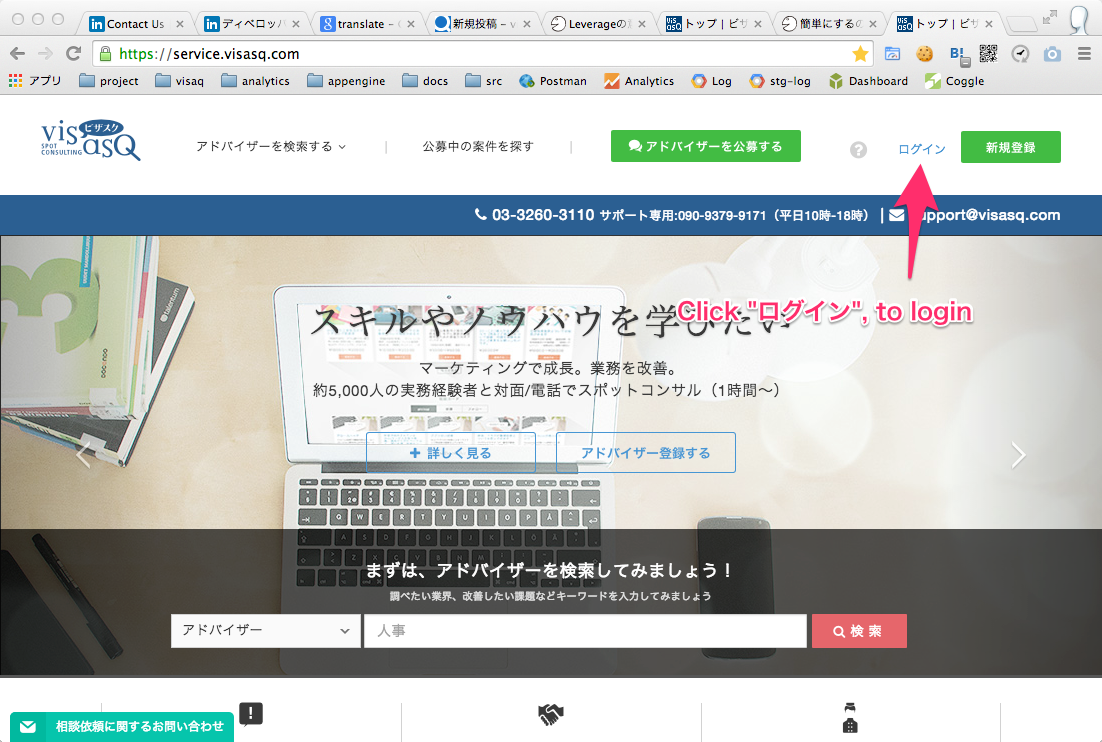 Contact Us
ディベロッパ
translate –
新規投稿 – v
Leverageの
トップ | ビザ
簡単にするの
トップ | ビザ
https://service.visasq.com
アプリ
project
visaq
analytics
appengine
docs
src
Postman
Analytics
Log
stg-log
Dashboard
Coggle
visasQ
ビザスク
SPOT
CONSULTING
アドバイザーを検索する
公募中の案件を探す
アドバイザーを公募する
?
ログイン
新規登録
03-3260-3110 サポート専用:090-9379-9171（平日10時-18時） | upport@visasq.com
Click "ログイン", to login
スキルやノウハウを学びたい
マーケティングで成長。業務を改善。
約5,000人の実務経験者と対面/電話でスポットコンサル（1時間〜）
+ 詳しく見る
アドバイザー登録する
まずは、アドバイザーを検索してみましょう！
調べたい業界、改善したい課題などキーワードを入力してみましょう
アドバイザー
人事
検 索
相談依頼に関するお問い合わせ